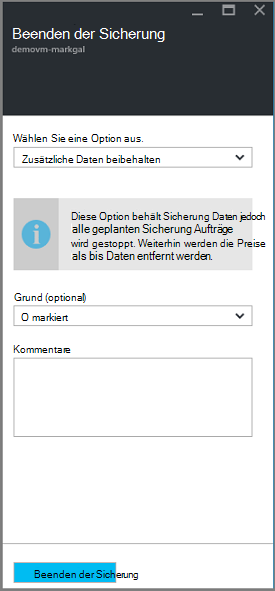 Beenden der Sicherung
demovm-markgal
Wählen Sie eine Option aus.
Zusätzliche Daten beibehalten
Diese Option behält Sicherung Daten jedoch
alle geplanten Sicherung Aufträge
wird gestoppt. Weiterhin werden die Preise
als bis Daten entfernt werden.
Grund (optional)
O markiert
Kommentare
Beenden der Sicherung